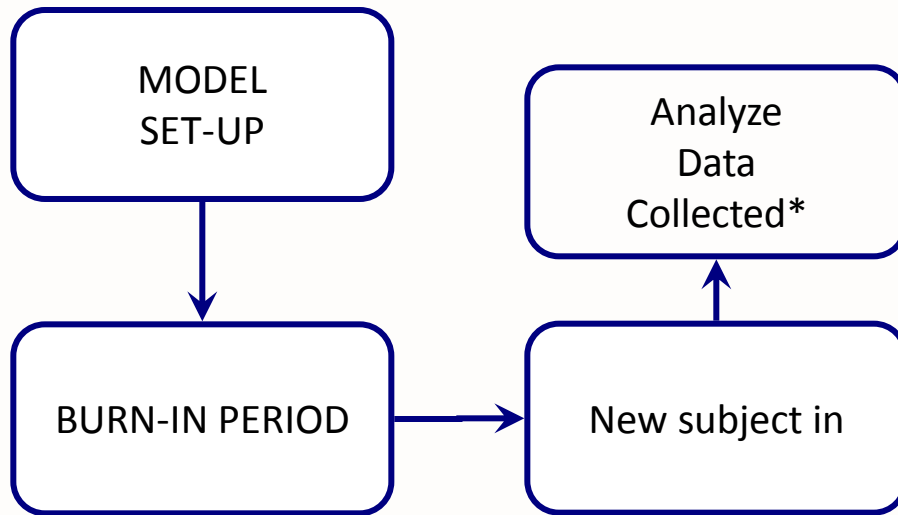 MODEL
SET-UP
BURN-IN PERIOD
New subject in
Analyze
Data
Collected*